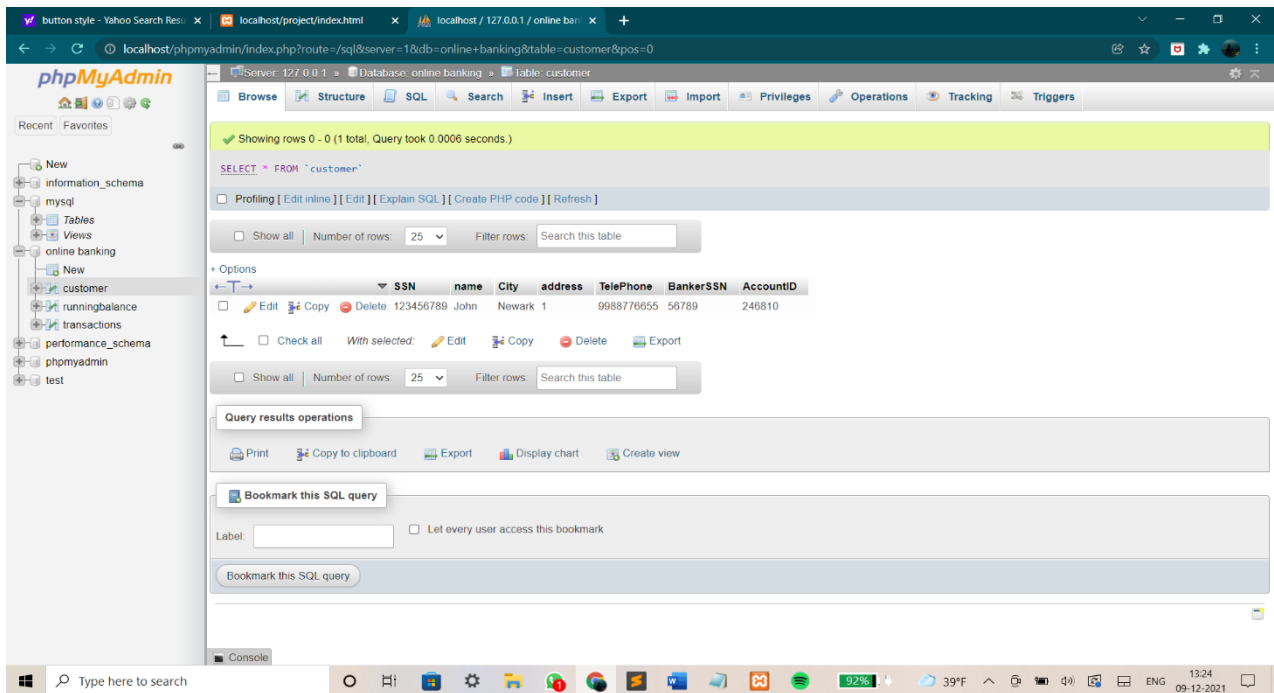 button style - Yahoo Search Resu
localhost/project/index.html
localhost / 127.0.0.1 / online ban
localhost/phpmyadmin/index.php?route=/sql&server=1&db=online+banking&table=customer&pos=0
phpMyAdmin
Recent Favorites
New
information_schema
mysql
Tables
Views
online banking
New
customer
runningbalance
transactions
performance_schema
phpmyadmin
test
Server: 127.0.0.1 » Database: online banking » Table: customer
Browse Structure SQL Search Insert Export Import Privileges Operations Tracking Triggers
Showing rows 0 - 0 (1 total, Query took 0.0006 seconds.)
SELECT * FROM `customer`
Profiling [ Edit inline ] [ Edit ] [ Explain SQL ] [ Create PHP code ] [ Refresh ]
Show all Number of rows: 25 Filter rows: Search this table
+ Options
SSN name City address TelePhone BankerSSN AccountID
Edit Copy Delete 123456789 John Newark 1 9988776655 56789 246810
Check all With selected: Edit Copy Delete Export
Show all Number of rows: 25 Filter rows: Search this table
Query results operations
Print Copy to clipboard Export Display chart Create view
Bookmark this SQL query
Label: Let every user access this bookmark
Bookmark this SQL query
Console
Type here to search
92%
39°F
ENG
13:24
09-12-2021